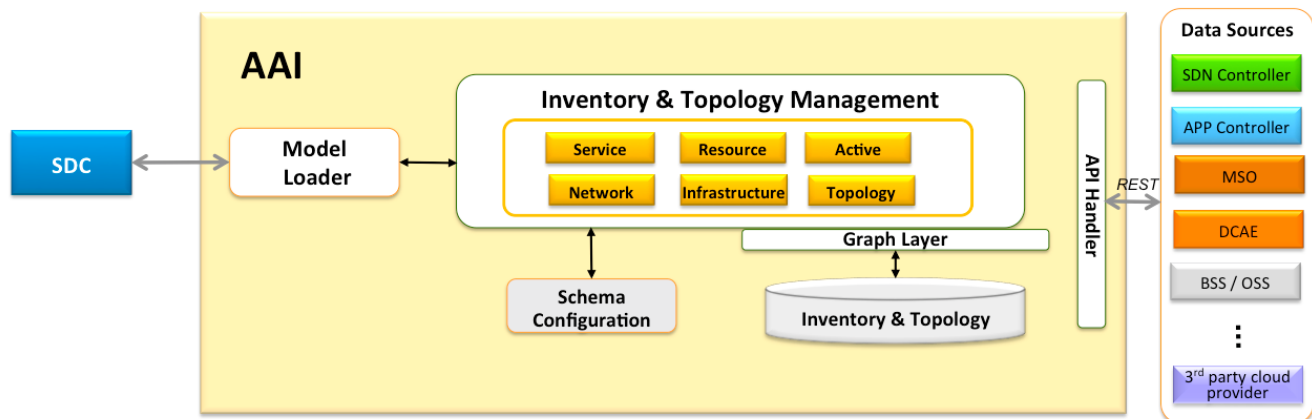 AAI
SDC
Model
Loader
Inventory & Topology Management
Service
Resource
Active
Network
Infrastructure
Topology
Graph Layer
Schema
Configuration
Inventory & Topology
API Handler
REST
Data Sources
SDN Controller
APP Controller
MSO
DCAE
BSS / OSS
⋮
3rd party cloud
provider